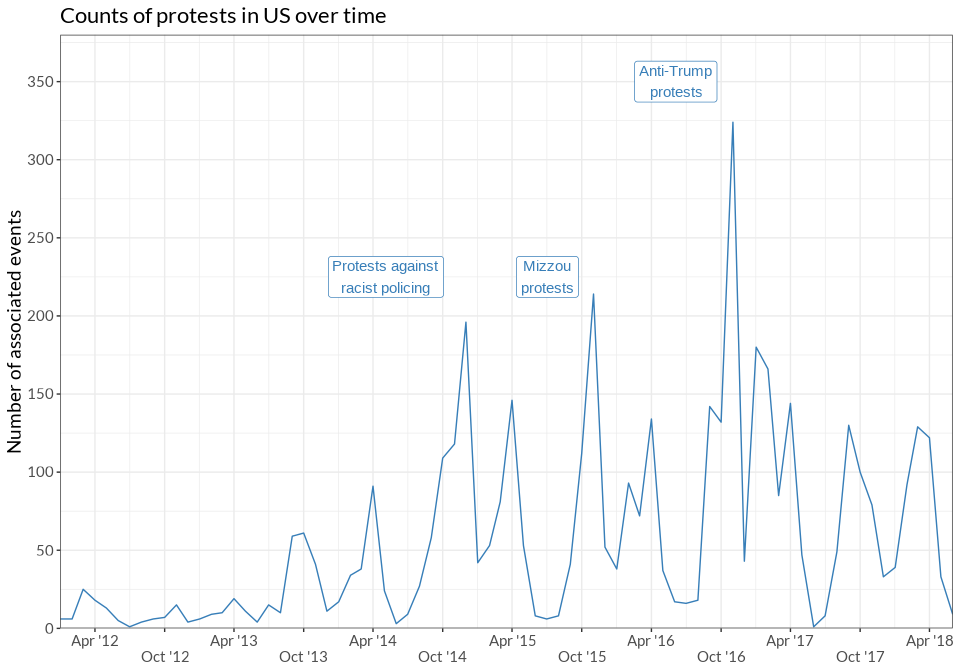 Counts of protests in US over time
Number of associated events
350
300
250
200
150
100
50
0
Anti-Trump
protests
Protests against
racist policing
Mizzou
protests
Apr '12
Oct '12
Apr '13
Oct '13
Apr '14
Oct '14
Apr '15
Oct '15
Apr '16
Oct '16
Apr '17
Oct '17
Apr '18